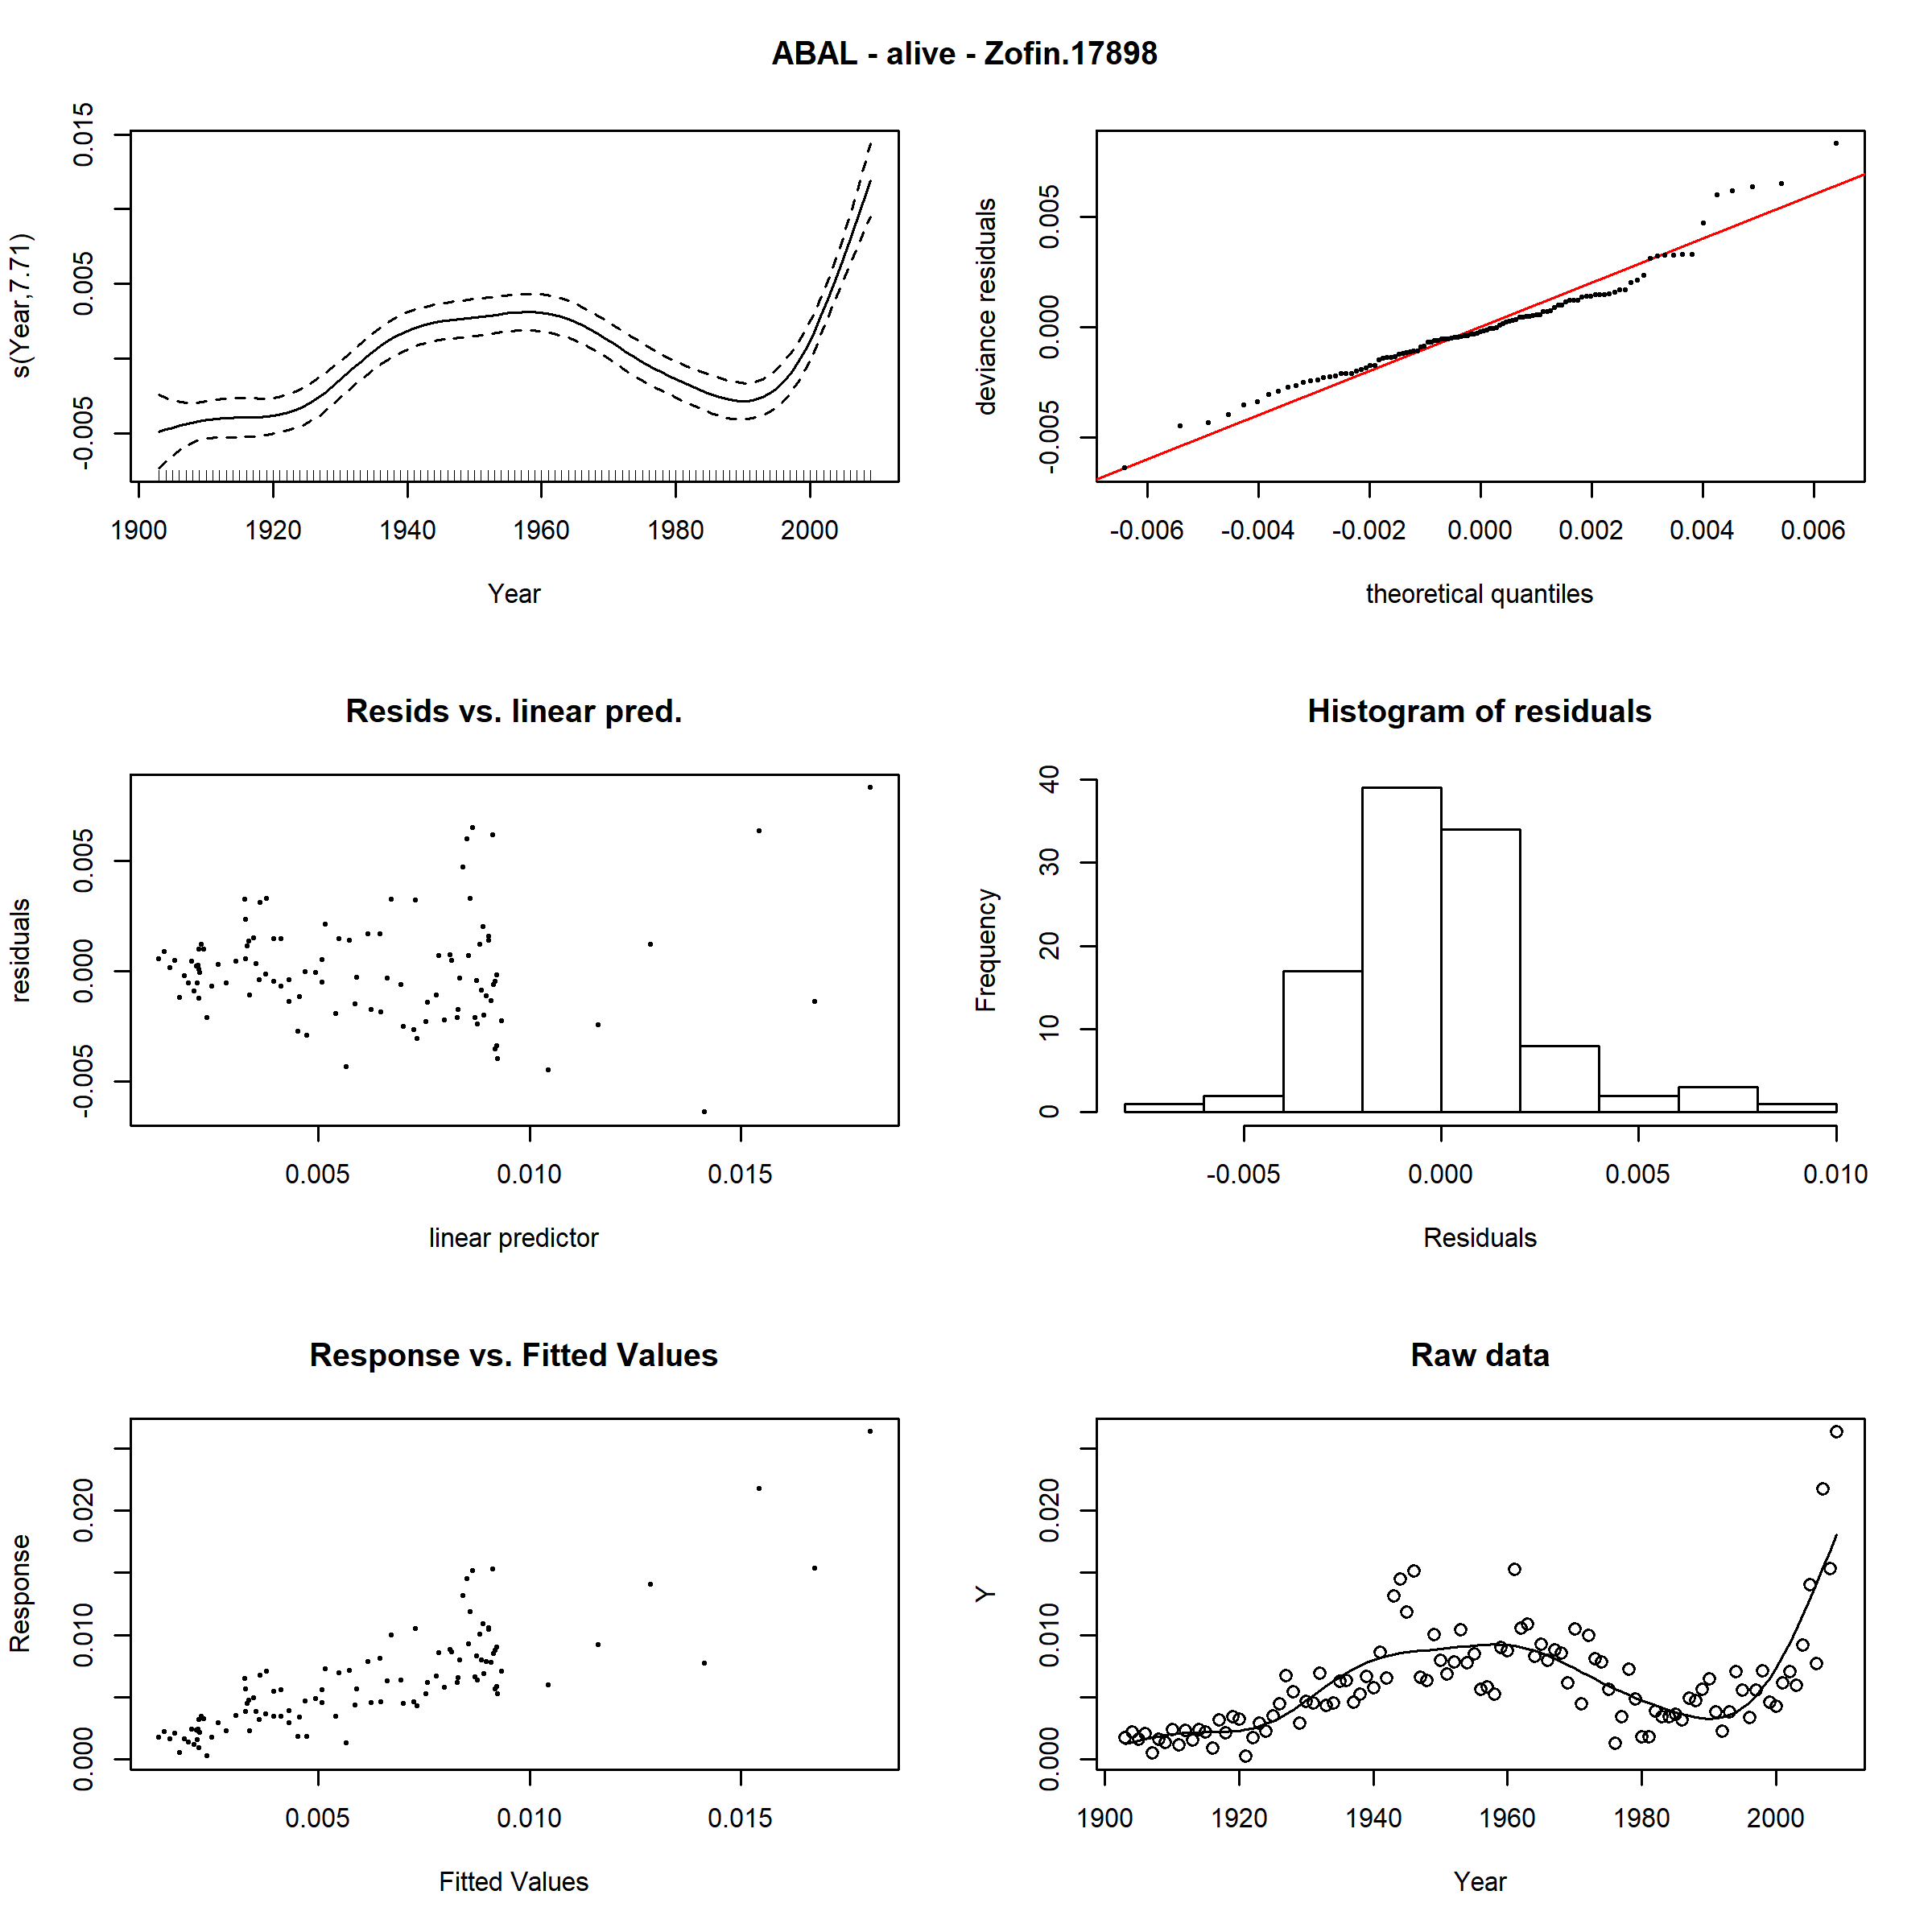 ABAL - alive - Zofin.17898
s(Year,7.71)
-0.005 0.005 0.015
1900 1920 1940 1960 1980 2000
Year
deviance residuals
-0.005 0.000 0.005
-0.006 -0.004 -0.002 0.000 0.002 0.004 0.006
theoretical quantiles
Resids vs. linear pred.
residuals
-0.005 0.000 0.005
0.005 0.010 0.015
linear predictor
Histogram of residuals
Frequency
0 10 20 30 40
-0.005 0.000 0.005 0.010
Residuals
Response vs. Fitted Values
Response
0.000 0.010 0.020
0.005 0.010 0.015
Fitted Values
Raw data
Y
0.000 0.010 0.020
1900 1920 1940 1960 1980 2000
Year